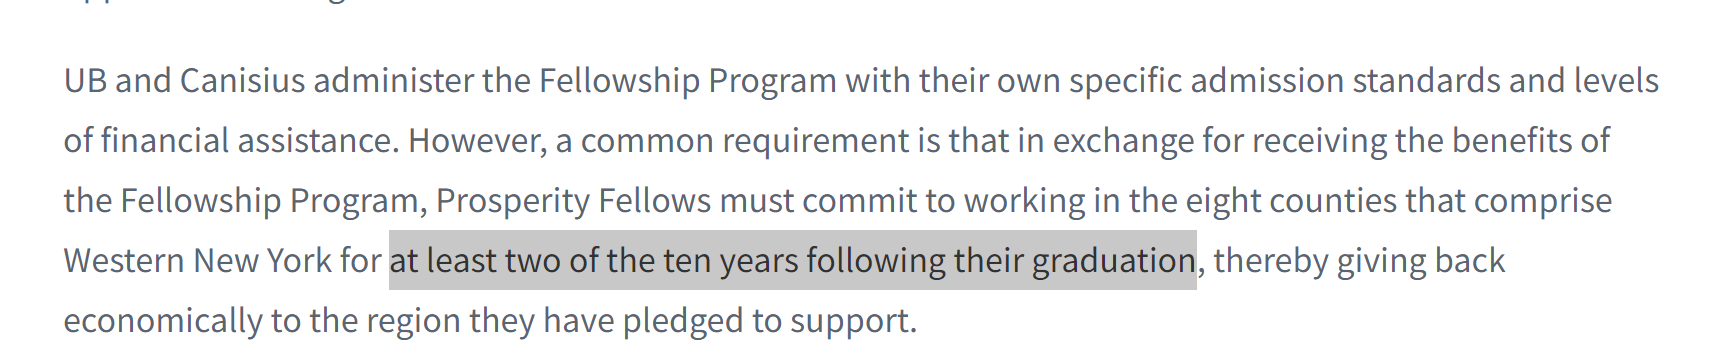 UB and Canisius administer the Fellowship Program with their own specific admission standards and levels
of financial assistance. However, a common requirement is that in exchange for receiving the benefits of
the Fellowship Program, Prosperity Fellows must commit to working in the eight counties that comprise
Western New York for at least two of the ten years following their graduation, thereby giving back
economically to the region they have pledged to support.